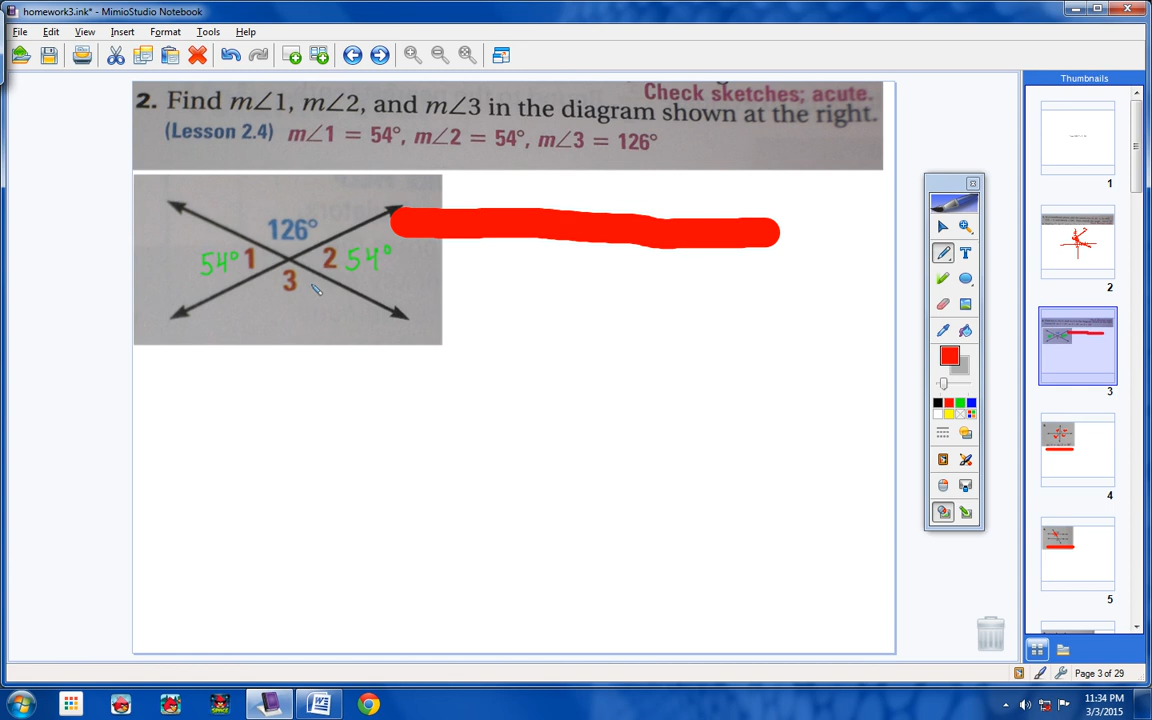 homework3.ink* - MimioStudio Notebook
File Edit View Insert Format Tools Help
Thumbnails
Check sketches; acute.
2. Find m∠1, m∠2, and m∠3 in the diagram shown at the right.
(Lesson 2.4) m∠1 = 54°, m∠2 = 54°, m∠3 = 126°
126°
54° 1 2 54°
3
T
1
2
3
4
5
Page 3 of 29
11:34 PM
3/3/2015